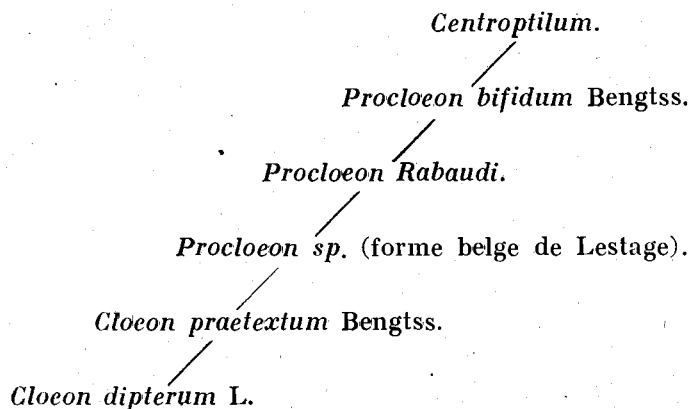 Centroptilum.
Procloeon bifidum Bengtss.
Procloeon Rabaudi.
Procloeon sp. (forme belge de Lestage).
Cloeon praetextum Bengtss.
Cloeon dipterum L.